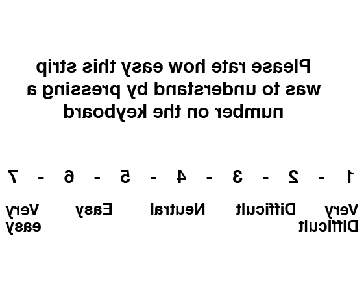 Please rate how easy this strip
was to understand by pressing a
number on the keyboard
1 - 2 - 3 - 4 - 5 - 6 - 7
Very Difficult Difficult Neutral Easy Very easy